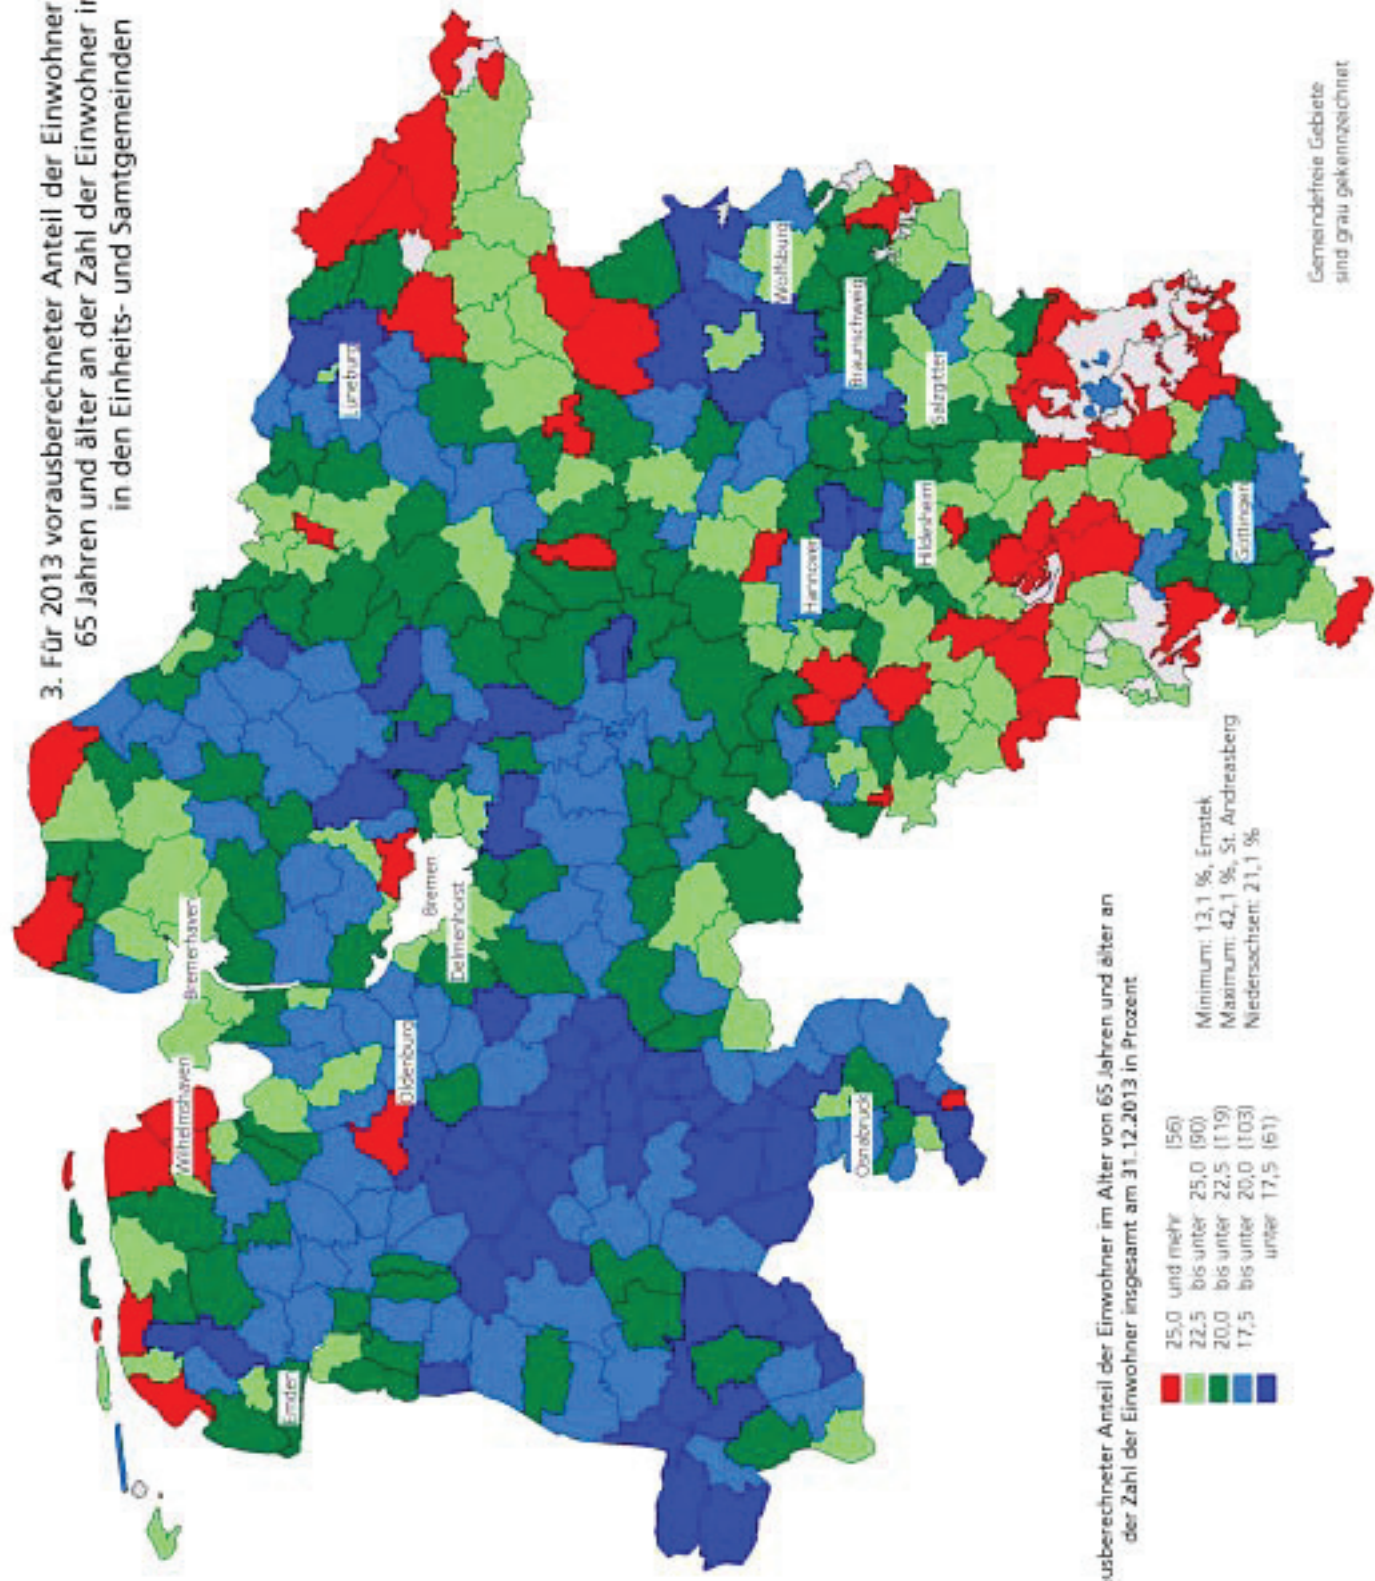 3. Für 2013 vorausberechneter Anteil der Einwohner
65 Jahren und älter an der Zahl der Einwohner in
in den Einheits- und Samtgemeinden
Wilhelmshaven
Bremerhaven
Emden
Oldenburg
Bremen
Delmenhorst
Lüneburg
Wolfsburg
Braunschweig
Salzgitter
Hannover
Hildesheim
Osnabrück
Göttingen
Gemeindefreie Gebiete
sind grau gekennzeichnet
usberechneter Anteil der Einwohner im Alter von 65 Jahren und älter an
der Zahl der Einwohner insgesamt am 31.12.2013 in Prozent
25,0 und mehr (56)
22,5 bis unter 25,0 (90)
20,0 bis unter 22,5 (119)
17,5 bis unter 20,0 (103)
unter 17,5 (61)
Minimum: 13,1 %, Emstek
Maximum: 42,1 %, St. Andreasberg
Niedersachsen: 21,1 %